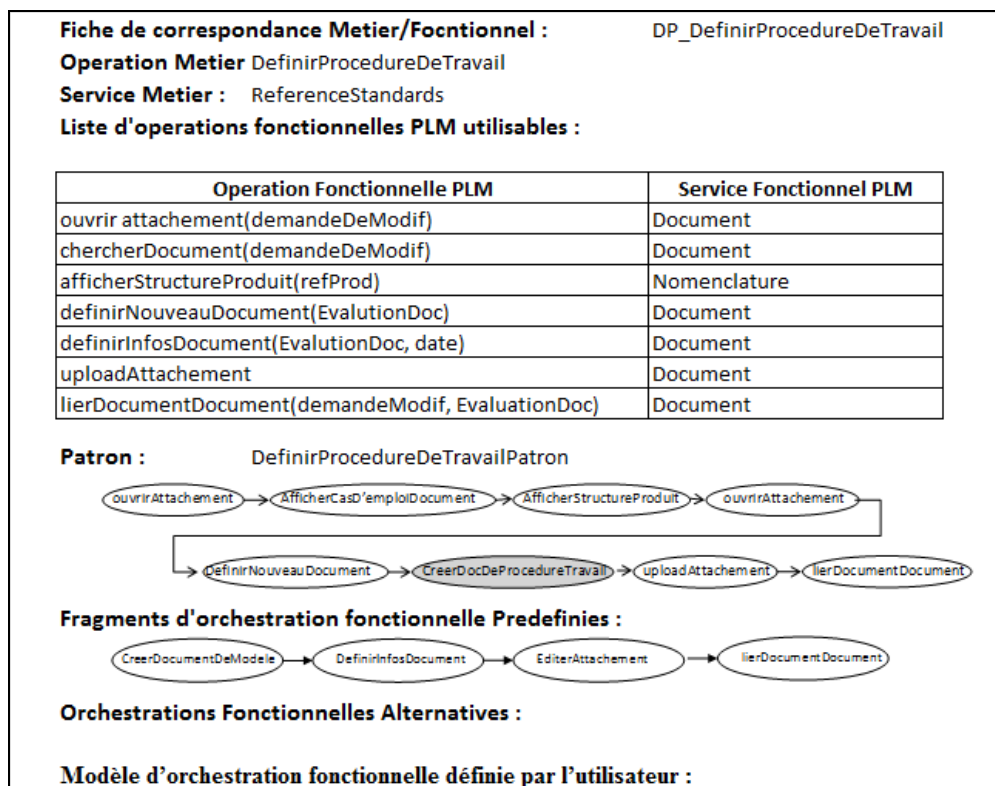 Fiche de correspondance Metier/Focntionnel : DP_DefinirProcedureDeTravail
Operation Metier DefinirProcedureDeTravail
Service Metier : ReferenceStandards
Liste d'operations fonctionnelles PLM utilisables :
Operation Fonctionnelle PLM Service Fonctionnel PLM
ouvrir attachement(demandeDeModif) Document
chercherDocument(demandeDeModif) Document
afficherStructureProduit(refProd) Nomenclature
definirNouveauDocument(EvalutionDoc) Document
definirInfosDocument(EvalutionDoc, date) Document
uploadAttachement Document
lierDocumentDocument(demandeModif, EvaluationDoc) Document
Patron : DefinirProcedureDeTravailPatron
ouvrirAttachement AfficherCasD'emploiDocument AfficherStructureProduit ouvrirAttachement
DefinirNouveauDocument CreerDocDeProcedureTravail uploadAttachement lierDocumentDocument
Fragments d'orchestration fonctionnelle Predefinies :
CreerDocumentDeModele DefinirInfosDocument EditerAttachement lierDocumentDocument
Orchestrations Fonctionnelles Alternatives :
Modèle d'orchestration fonctionnelle définie par l'utilisateur :